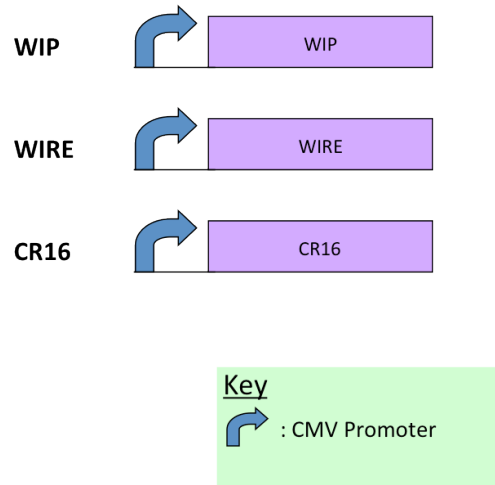 WIP WIP
WIRE WIRE
CR16 CR16
Key
: CMV Promoter